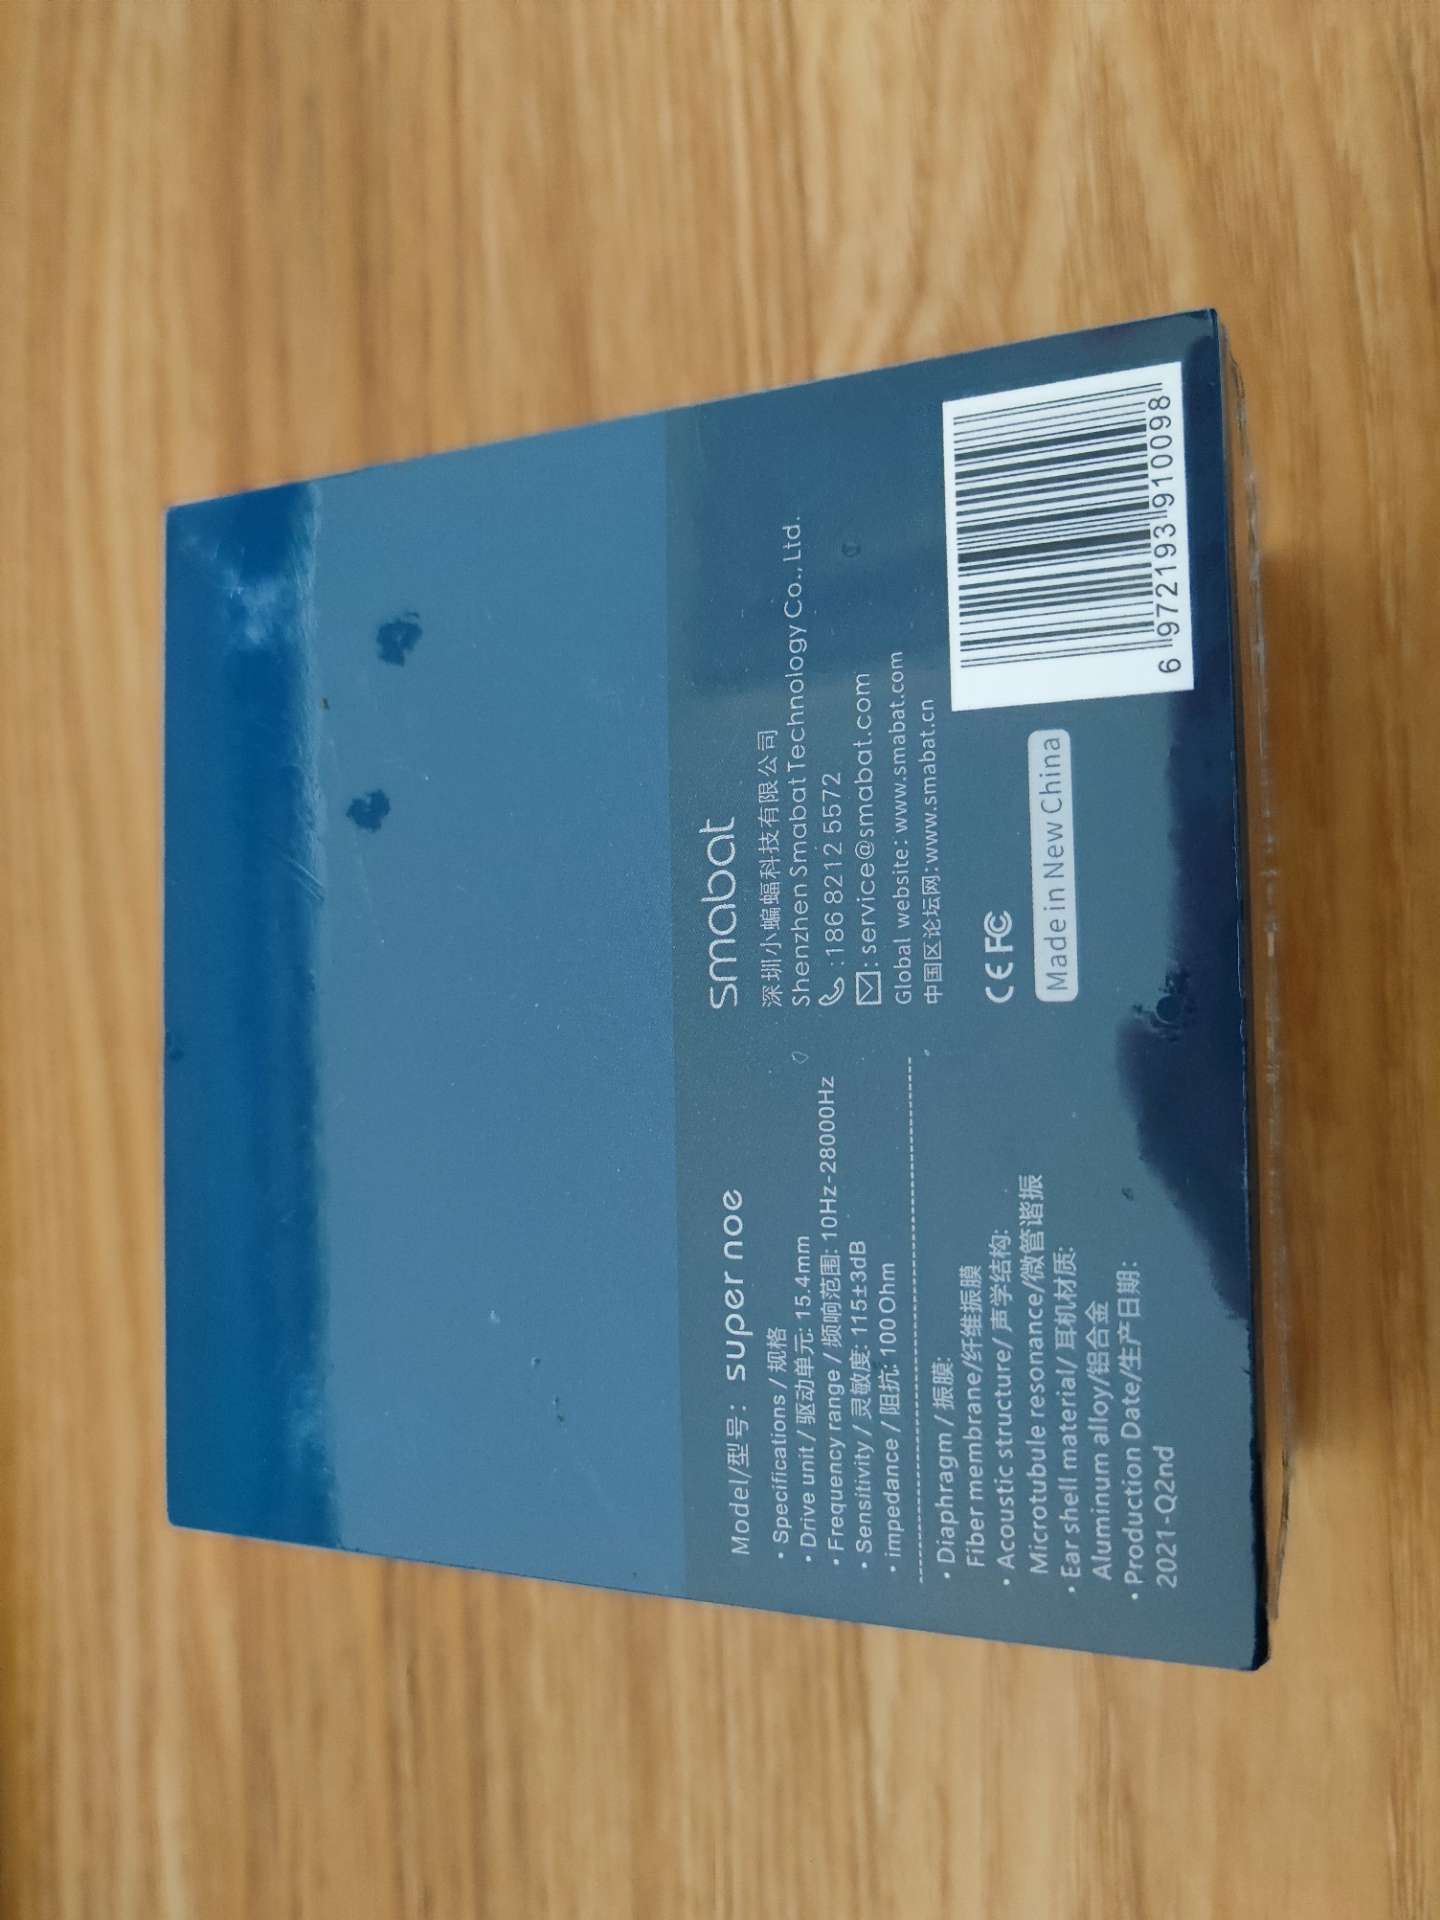 Model/型号: super noe
• Specifications / 规格
• Drive unit / 驱动单元: 15.4mm
• Frequency range / 频响范围: 10Hz-28000Hz
• Sensitivity / 灵敏度: 115±3dB
• impedance / 阻抗: 100Ohm
• Diaphragm / 振膜:
Fiber membrane/纤维振膜
• Acoustic structure/ 声学结构:
Microtubule resonance/微管谐振
• Ear shell material/ 耳机材质:
Aluminum alloy/铝合金
• Production Date/生产日期:
2021-Q2nd
smabat
深圳小蝙蝠科技有限公司
Shenzhen Smabat Technology Co., Ltd.
:186 8212 5572
: service@smabat.com
Global website: www.smabat.com
中国区论坛网: www.smabat.cn
CE FC
Made in New China
6 972193 910098